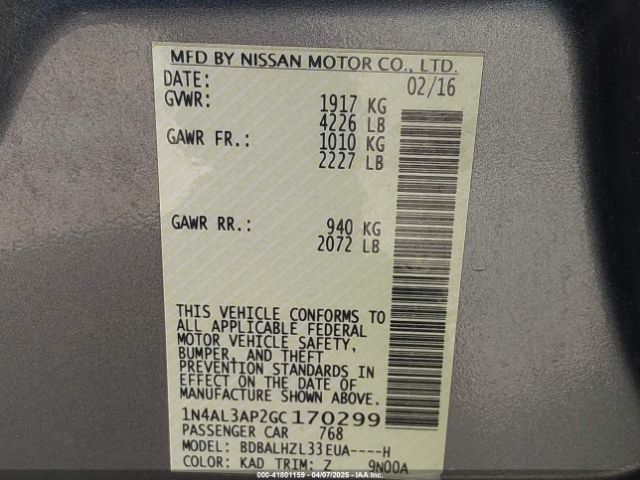 MFD BY NISSAN MOTOR CO., LTD.
DATE: 02/16
GVWR: 1917 KG
4226 LB
GAWR FR.: 1010 KG
2227 LB
GAWR RR.: 940 KG
2072 LB
THIS VEHICLE CONFORMS TO
ALL APPLICABLE FEDERAL
MOTOR VEHICLE SAFETY,
BUMPER, AND THEFT
PREVENTION STANDARDS IN
EFFECT ON THE DATE OF
MANUFACTURE SHOWN ABOVE.
1N4AL3AP2GC170299
PASSENGER CAR 768
MODEL: BDBALHZL33EUA----H
COLOR: KAD TRIM: Z 9N00A
© IAA - 41801159 - 04/07/2025 - IAAI.com